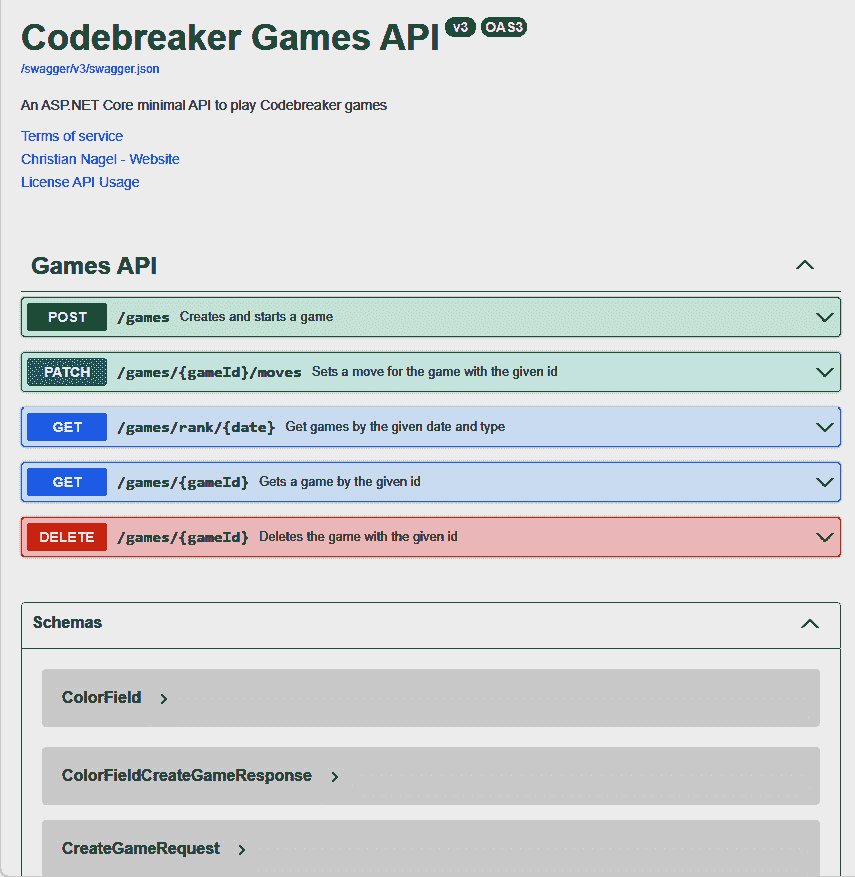 Codebreaker Games API v3 OAS3
/swagger/v3/swagger.json
An ASP.NET Core minimal API to play Codebreaker games
Terms of service
Christian Nagel - Website
License API Usage
Games API
POST /games Creates and starts a game
PATCH /games/{gameId}/moves Sets a move for the game with the given id
GET /games/rank/{date} Get games by the given date and type
GET /games/{gameId} Gets a game by the given id
DELETE /games/{gameId} Deletes the game with the given id
Schemas
ColorField
ColorFieldCreateGameResponse
CreateGameRequest